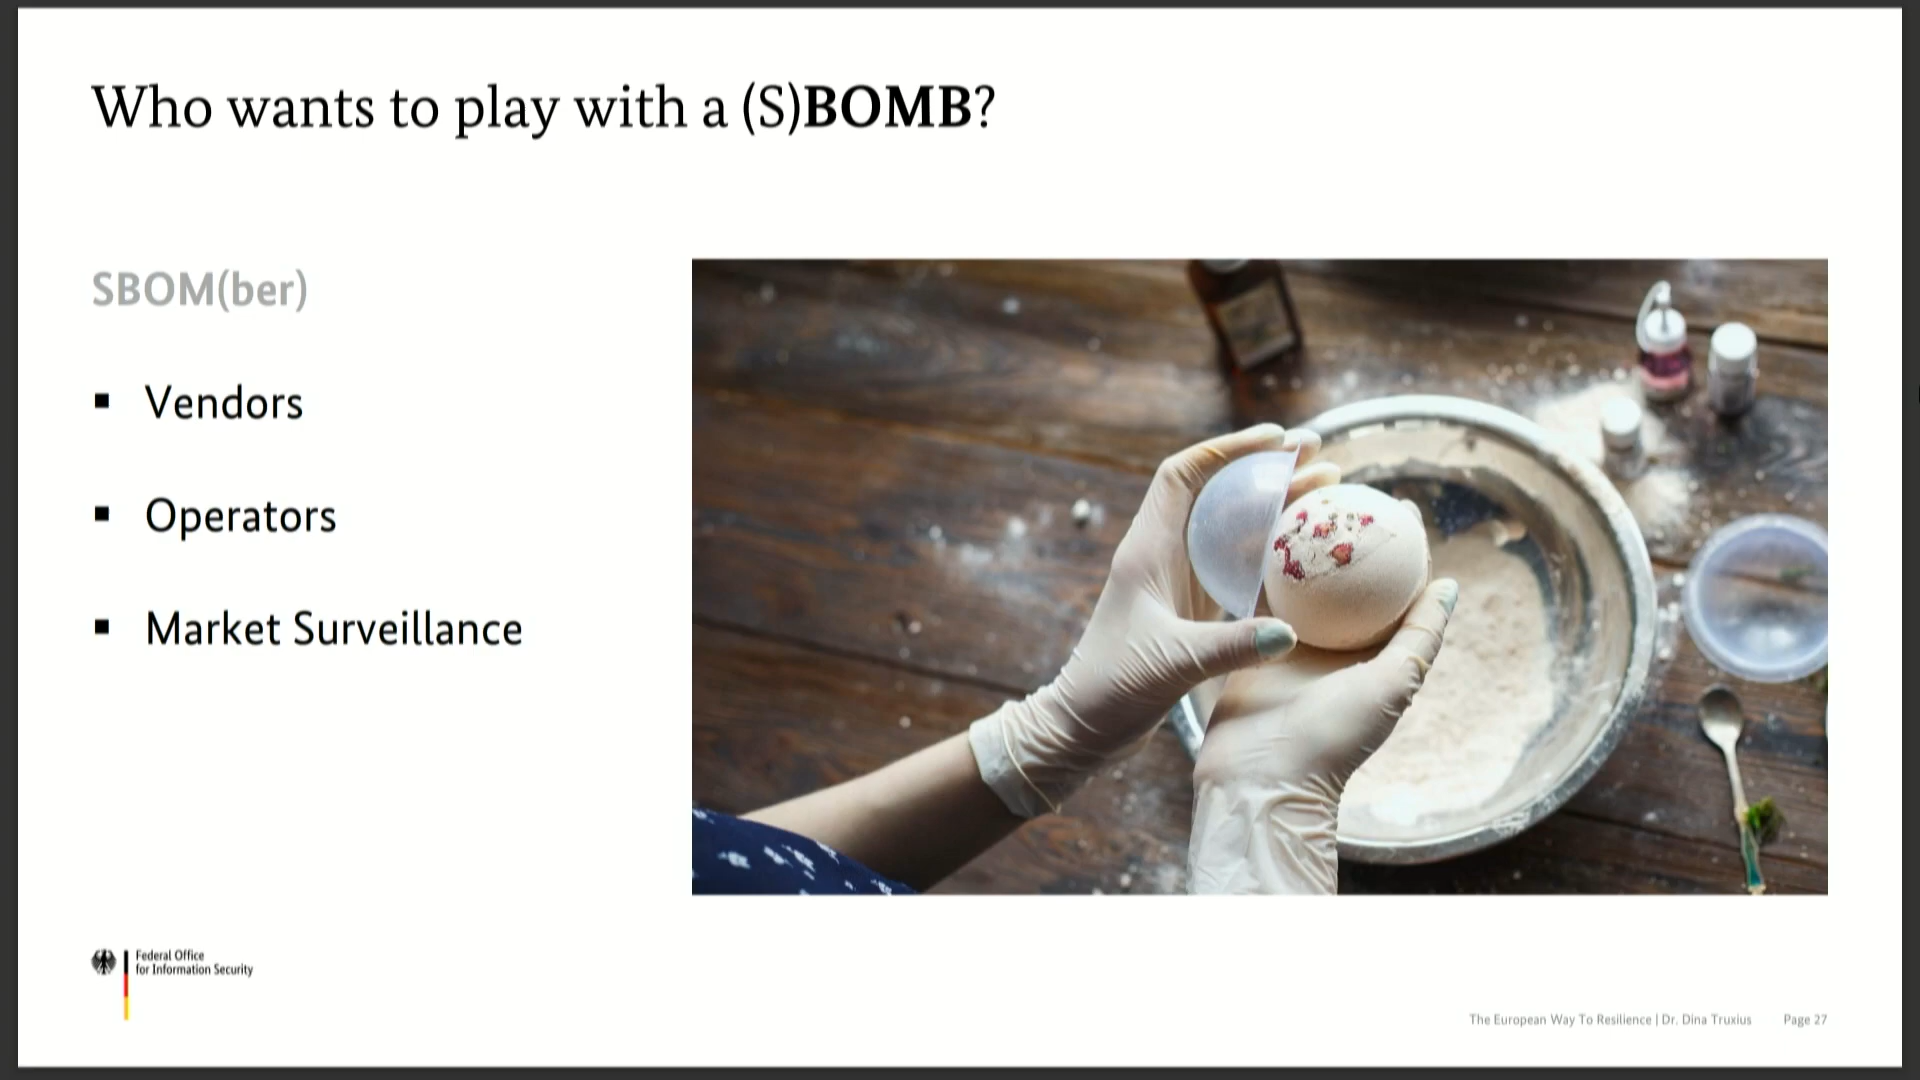 Who wants to play with a (S)BOMB?
SBOM(ber)
▪ Vendors
▪ Operators
▪ Market Surveillance
Federal Office
for Information Security
The European Way To Resilience | Dr. Dina Truxius Page 27